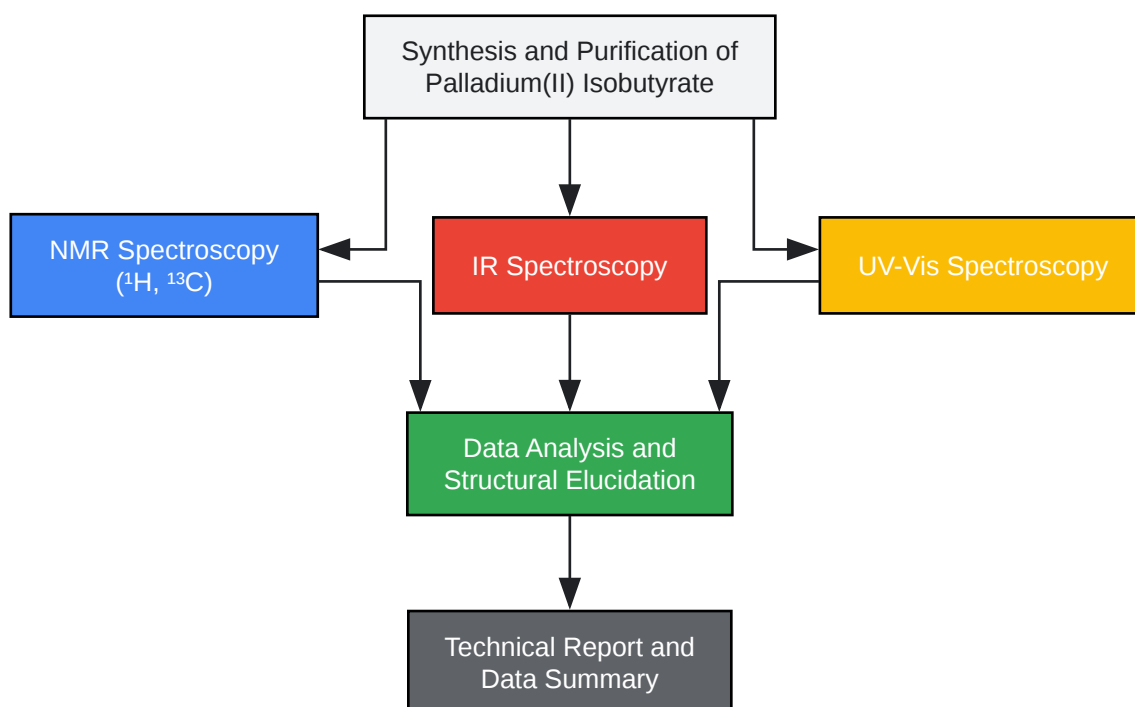 Synthesis and Purification of
Palladium(II) Isobutyrate
NMR Spectroscopy
(¹H, ¹³C)
IR Spectroscopy
UV-Vis Spectroscopy
Data Analysis and
Structural Elucidation
Technical Report and
Data Summary